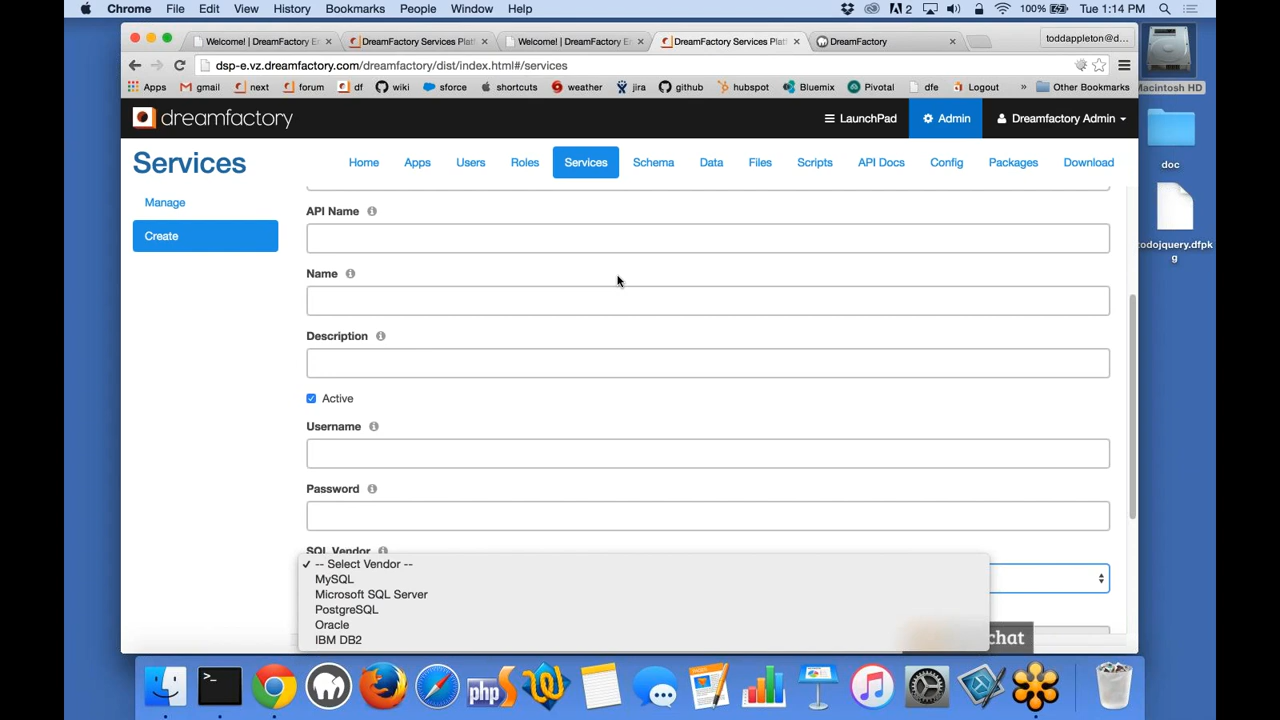 Chrome File Edit View History Bookmarks People Window Help
2 100% Tue 1:14 PM
Welcome! | DreamFactory E
DreamFactory Services Plat
Welcome! | DreamFactory E
DreamFactory Services Plat
DreamFactory
toddappleton@d...
dsp-e.vz.dreamfactory.com/dreamfactory/dist/index.html#/services
Apps gmail next forum df wiki sforce shortcuts weather jira github hubspot Bluemix Pivotal dfe Logout » Other Bookmarks
Macintosh HD
dreamfactory
LaunchPad Admin Dreamfactory Admin
doc
Services
Home Apps Users Roles Services Schema Data Files Scripts API Docs Config Packages Download
Manage
Create
API Name
todojquery.dfpk
g
Name
Description
Active
Username
Password
SQL Vendor
-- Select Vendor --
MySQL
Microsoft SQL Server
PostgreSQL
Oracle
IBM DB2
chat
php